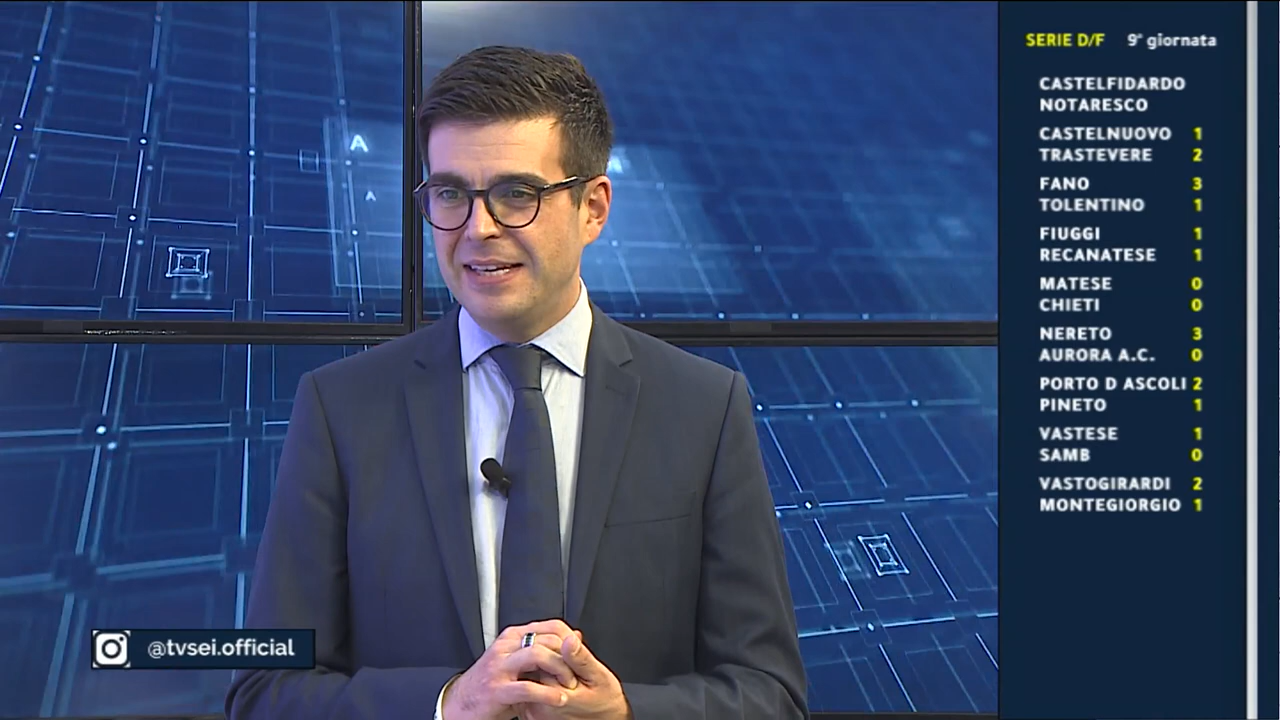 SERIE D/F 9ª giornata
CASTELFIDARDO
NOTARESCO
CASTELNUOVO 1
TRASTEVERE 2
FANO 3
TOLENTINO 1
FIUGGI 1
RECANATESE 1
MATESE 0
CHIETI 0
NERETO 3
AURORA A.C. 0
PORTO D ASCOLI 2
PINETO 1
VASTESE 1
SAMB 0
VASTOGIRARDI 2
MONTEGIORGIO 1
A
A
@tvsei.official